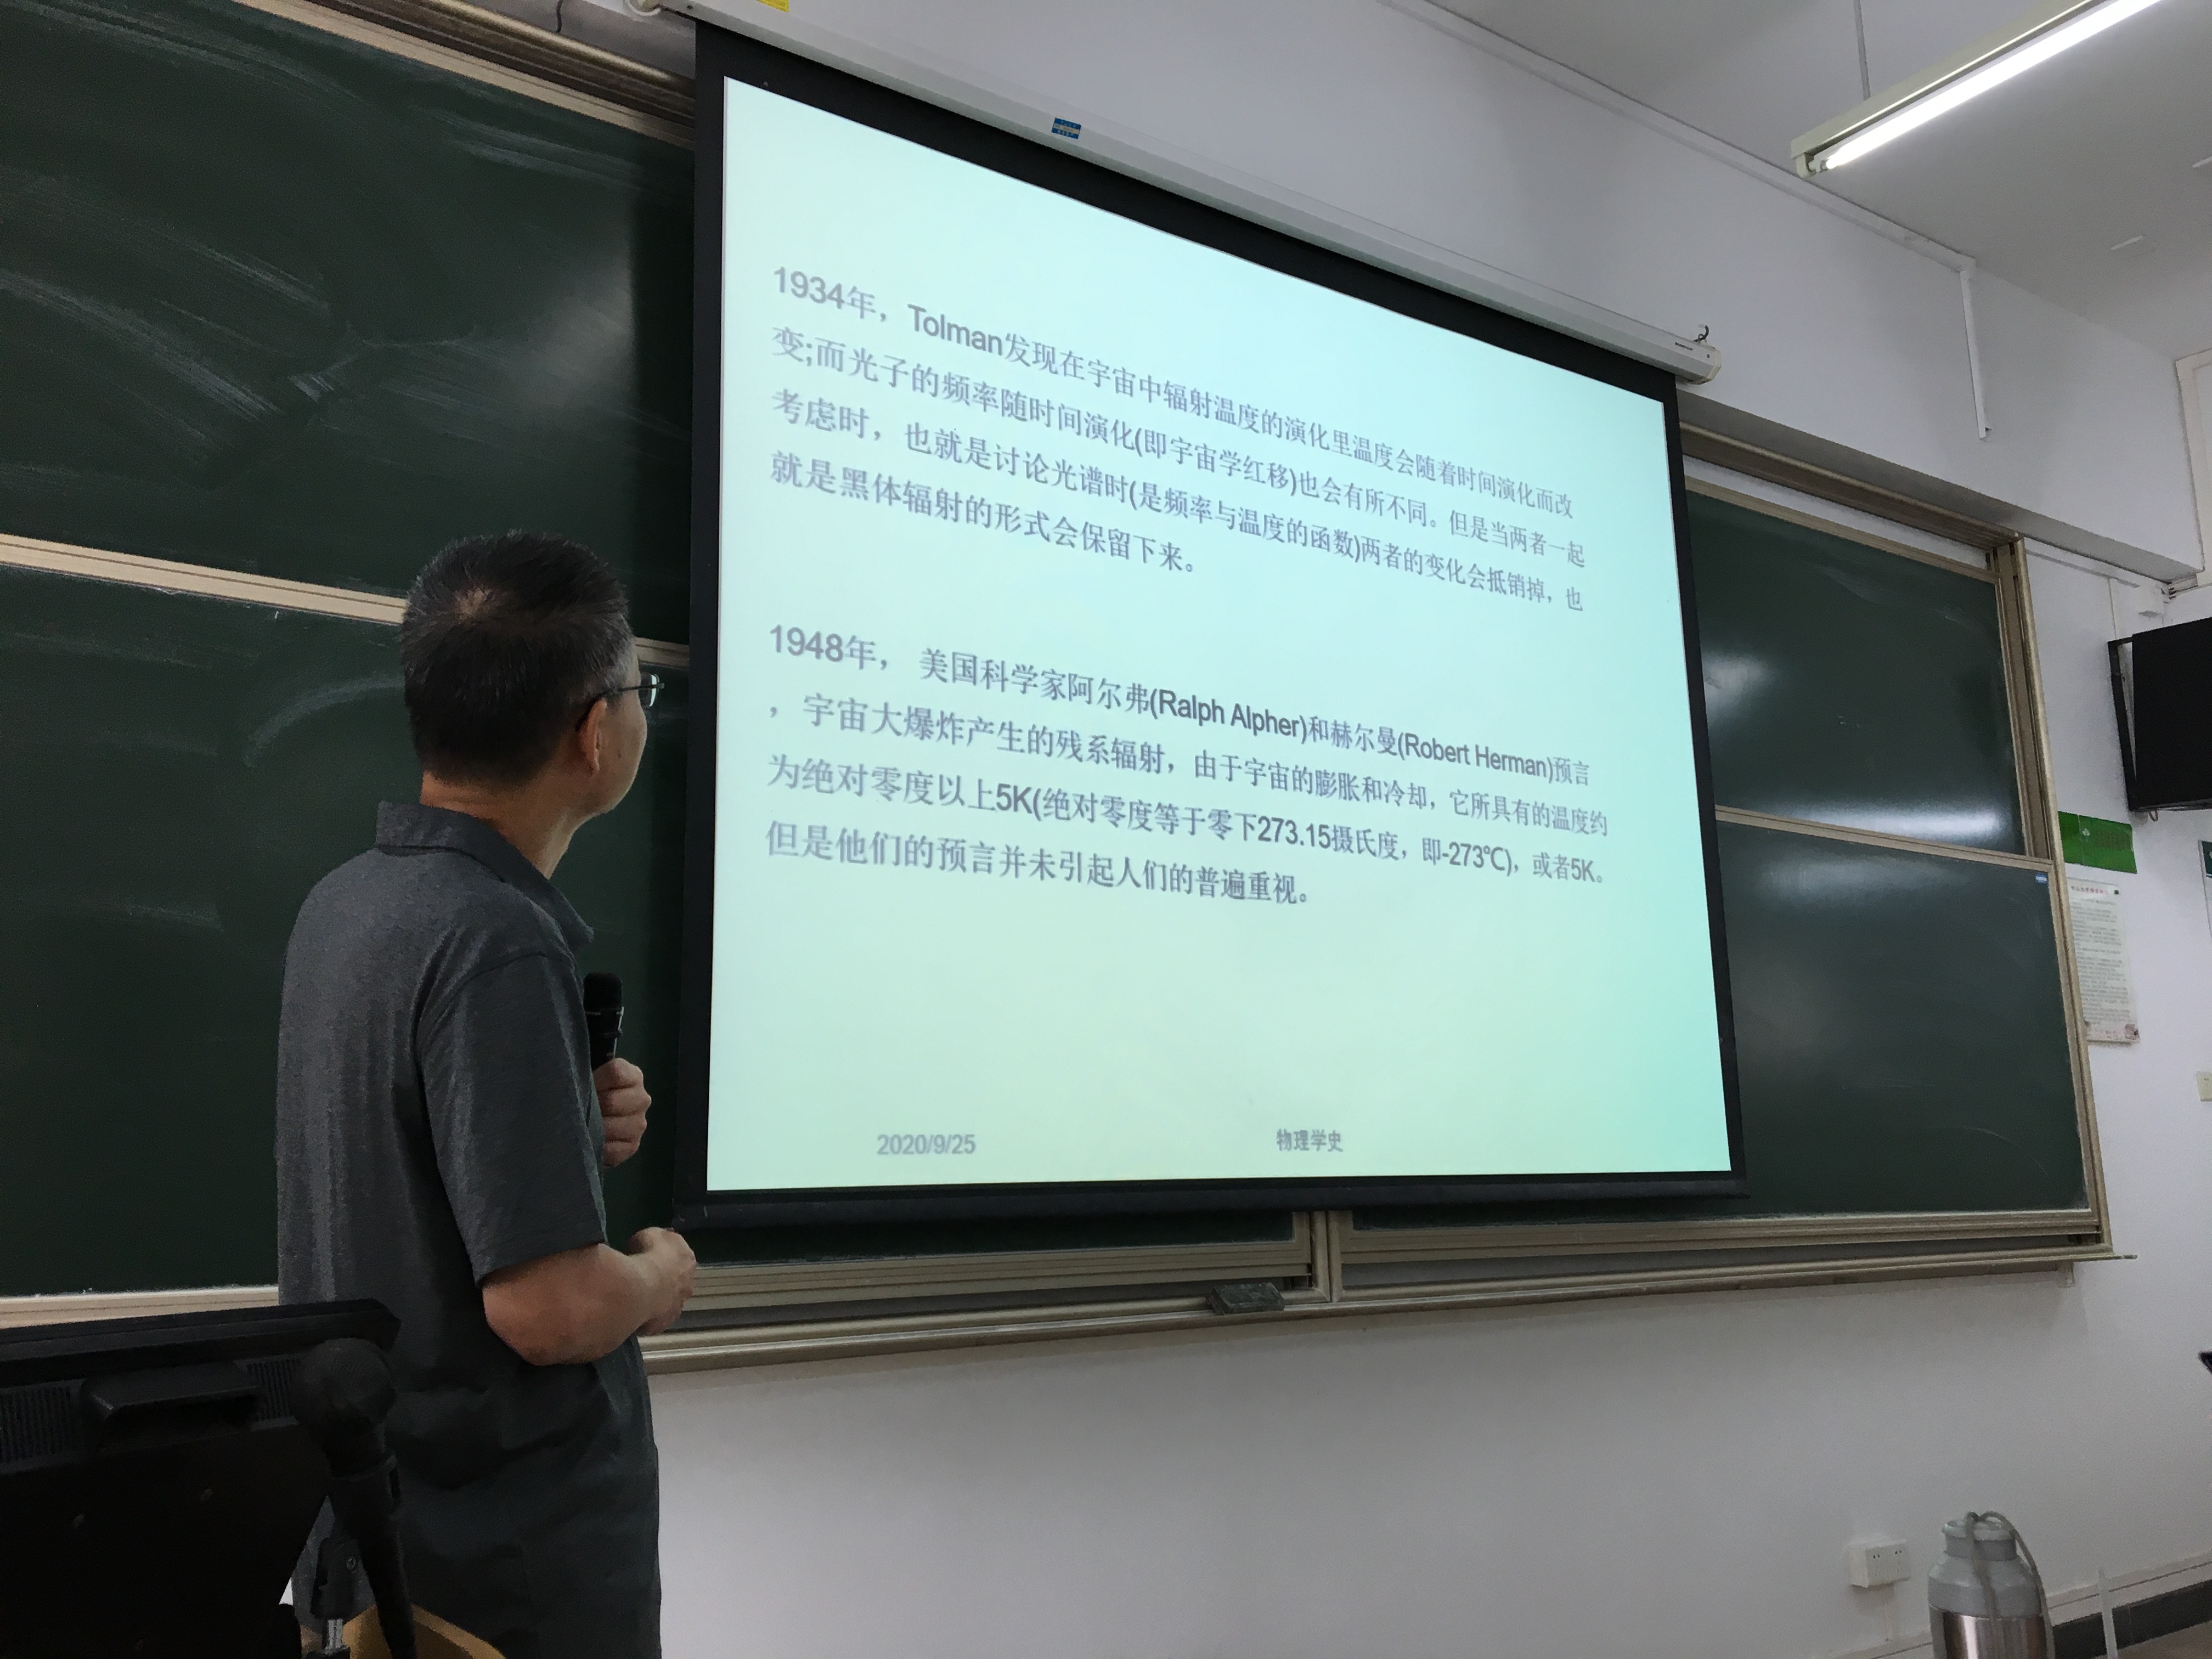 1934年，Tolman发现在宇宙中辐射温度的演化里温度会随着时间演化而改
变;而光子的频率随时间演化(即宇宙学红移)也会有所不同。但是当两者一起
考虑时，也就是讨论光谱时(是频率与温度的函数)两者的变化会抵销掉，也
就是黑体辐射的形式会保留下来。
1948年， 美国科学家阿尔弗(Ralph Alpher)和赫尔曼(Robert Herman)预言
，宇宙大爆炸产生的残系辐射，由于宇宙的膨胀和冷却，它所具有的温度约
为绝对零度以上5K(绝对零度等于零下273.15摄氏度，即-273℃)，或者5K。
但是他们的预言并未引起人们的普遍重视。
2020/9/25 物理学史